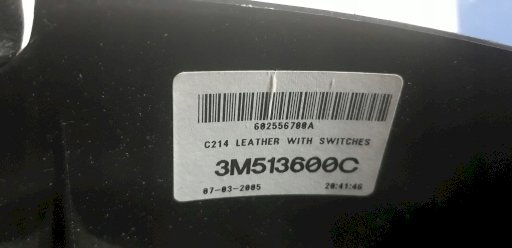 602556700A
C214 LEATHER WITH SWITCHES
3M513600C
07-03-2005 20:41:46